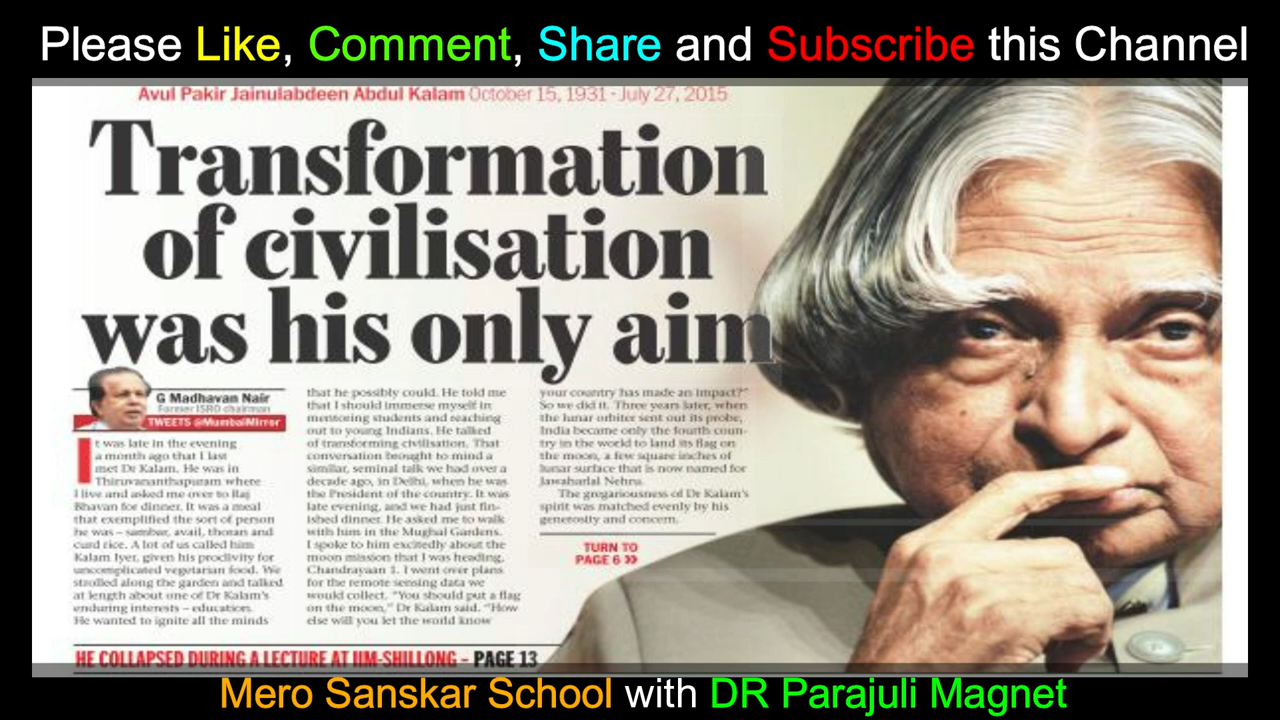 Please Like, Comment, Share and Subscribe this Channel
Avul Pakir Jainulabdeen Abdul Kalam October 15, 1931 - July 27, 2015
Transformation
of civilisation
was his only aim
G Madhavan Nair
Former ISRO chairman
TWEETS @MumbaiMirror
It was late in the evening
a month ago that I last
met Dr Kalam. He was in
Thiruvananthapuram where
I live and asked me over to Raj
Bhavan for dinner. It was a meal
that exemplified the sort of person
he was – sambar, avail, thoran and
curd rice. A lot of us called him
Kalam Iyer, given his proclivity for
uncomplicated vegetarian food. We
strolled along the garden and talked
at length about one of Dr Kalam's
enduring interests – education.
He wanted to ignite all the minds
that he possibly could. He told me
that I should immerse myself in
mentoring students and reaching
out to young Indians. He talked
of transforming civilisation. That
conversation brought to mind a
similar, seminal talk we had over a
decade ago, in Delhi, when he was
the President of the country. It was
late evening, and we had just fin-
ished dinner. He asked me to walk
with him in the Mughal Gardens.
I spoke to him excitedly about the
moon mission that I was heading,
Chandrayaan 1. I went over plans
for the remote sensing data we
would collect. "You should put a flag
on the moon," Dr Kalam said. "How
else will you let the world know
your country has made an impact?"
So we did it. Three years later, when
the lunar orbiter sent out its probe,
India became only the fourth coun-
try in the world to land its flag on
the moon, a few square inches of
lunar surface that is now named for
Jawaharlal Nehru.
The gregariousness of Dr Kalam's
spirit was matched evenly by his
generosity and concern.
TURN TO
PAGE 6 »
HE COLLAPSED DURING A LECTURE AT IIM-SHILLONG – PAGE 13
Mero Sanskar School with DR Parajuli Magnet